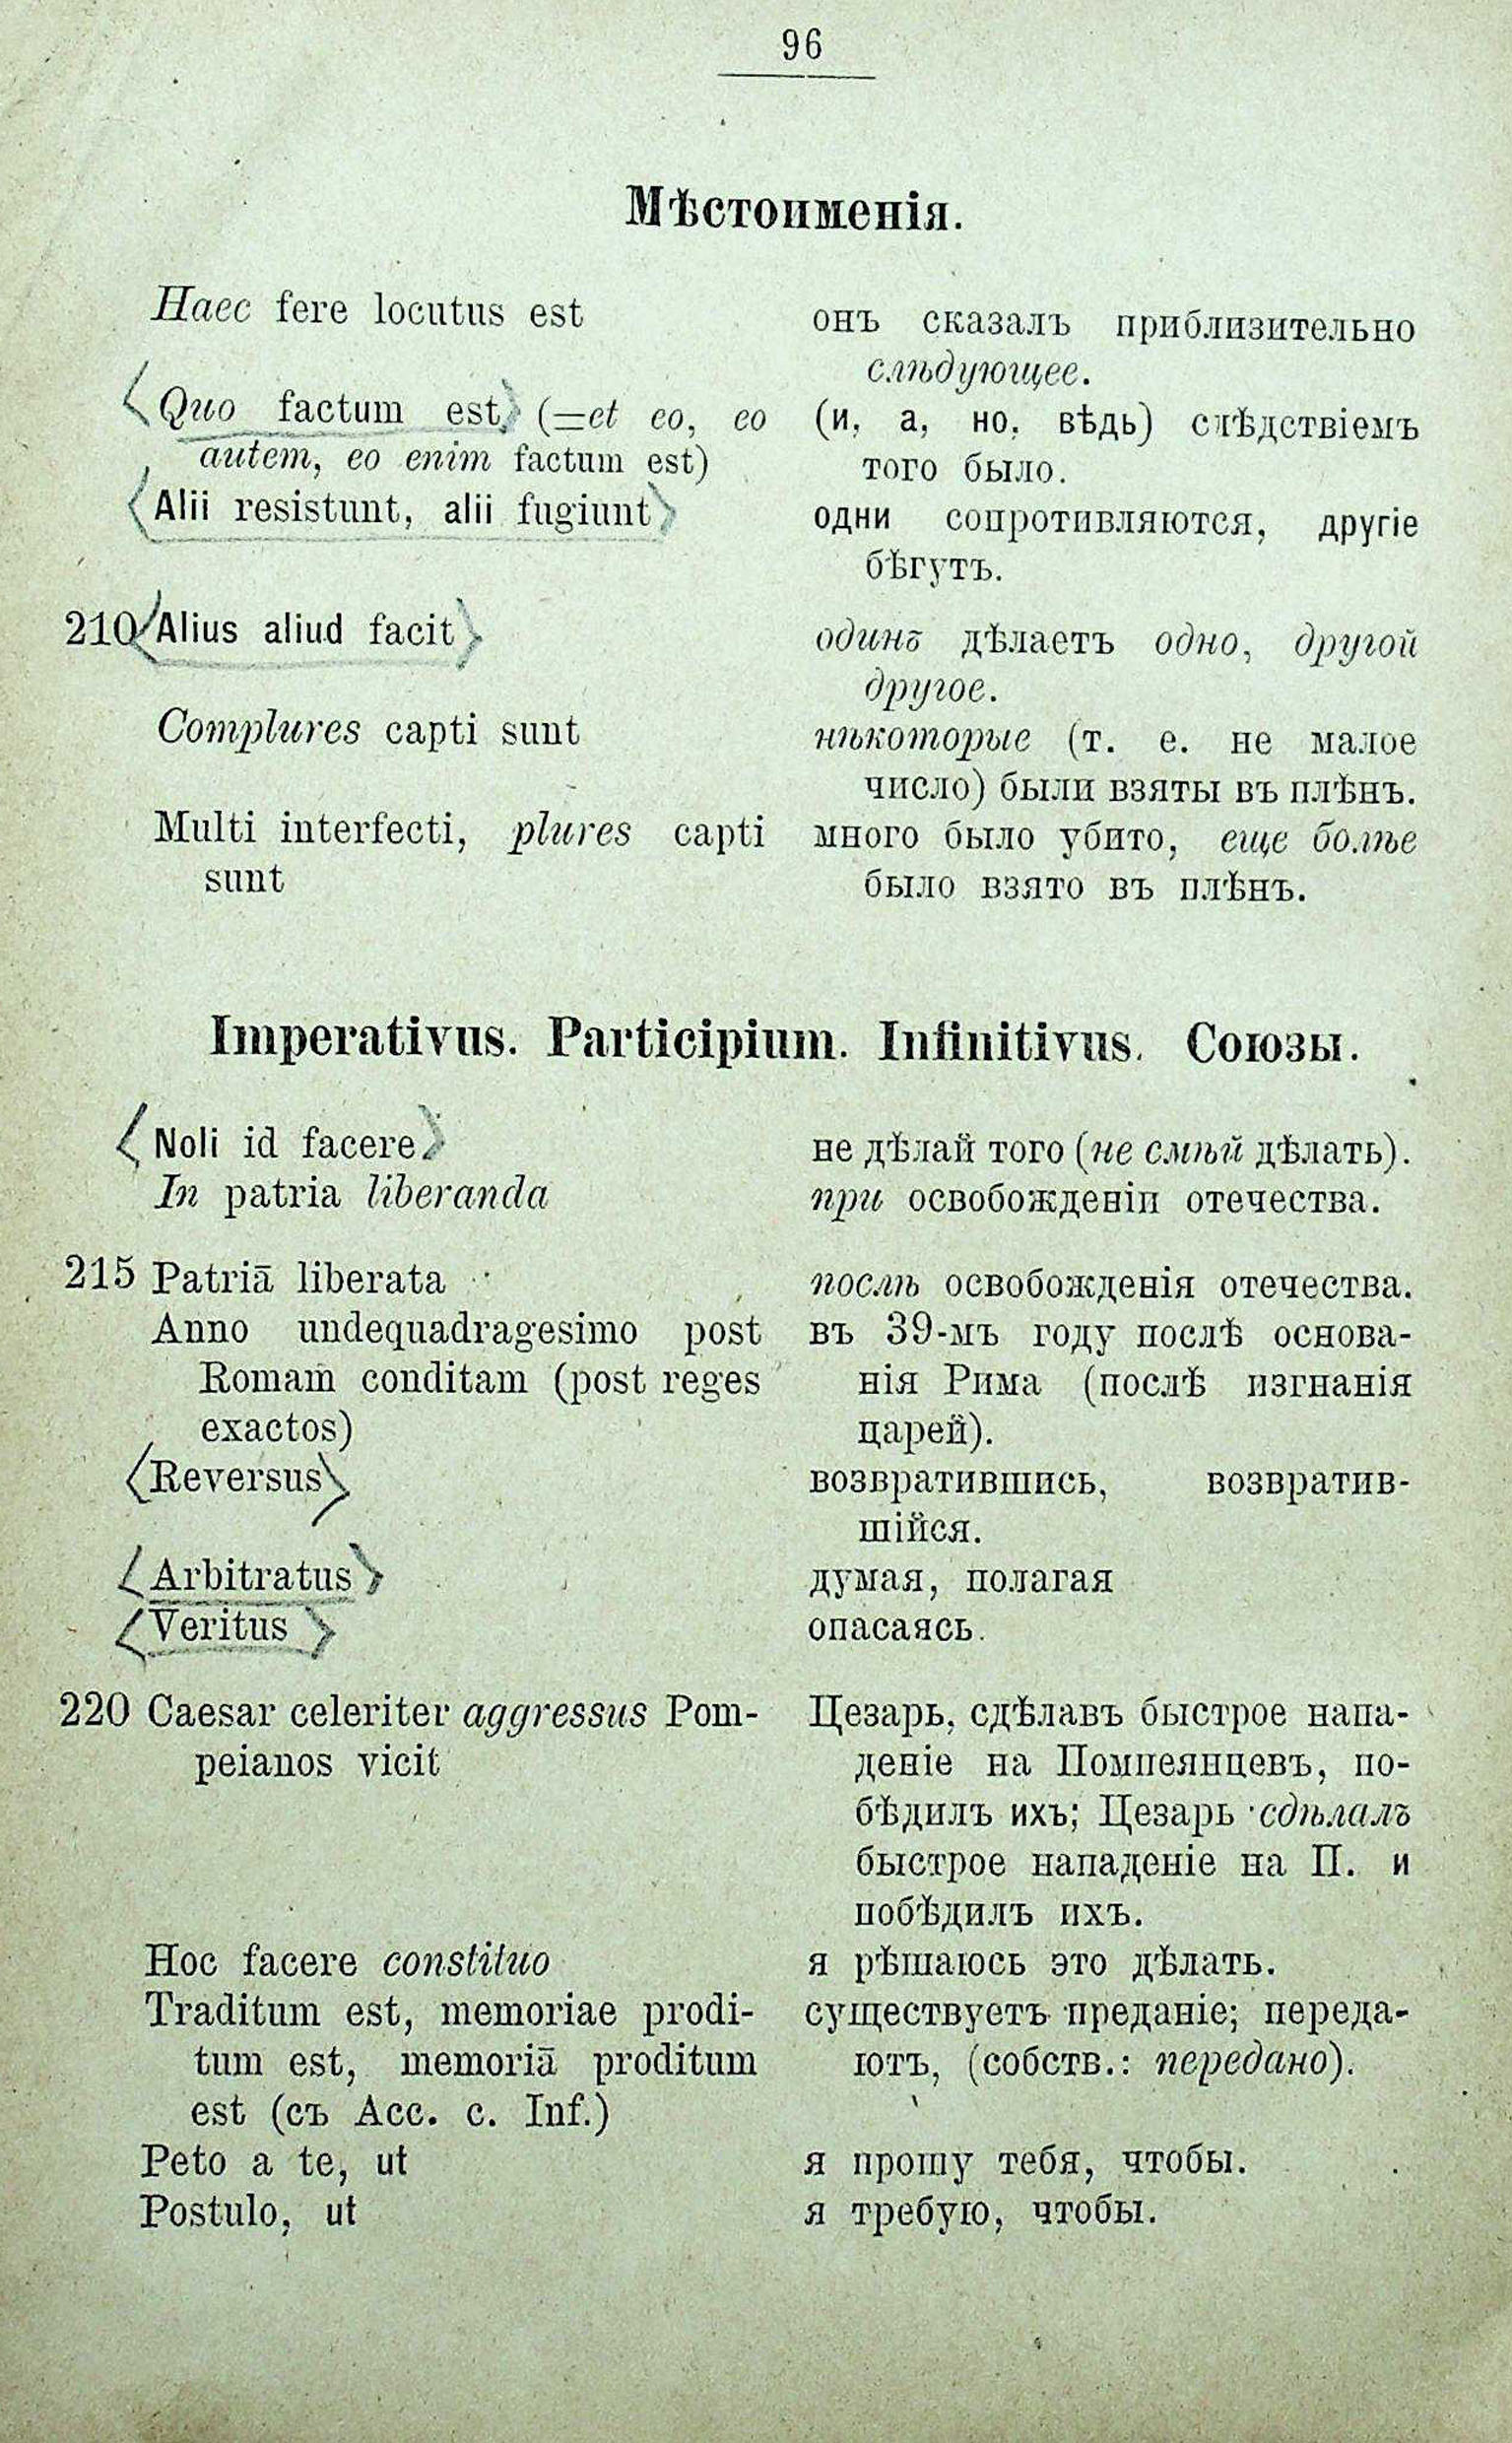 96
Мѣстоименія.
Haec fere locutus est
онъ сказалъ приблизительно
слѣдующее.
Quo factum est, (=et eo, eo
autem, eo enim factum est)
(и, а, но, вѣдь) слѣдствіемъ
того было.
Alii resistunt, alii fugiunt
одни сопротивляются, другіе
бѣгутъ.
210 Alius aliud facit
одинъ дѣлаетъ одно, другой
другое.
Complures capti sunt
нѣкоторые (т. е. не малое
число) были взяты въ плѣнъ.
Multi interfecti, plures capti
sunt
много было убито, еще болѣе
было взято въ плѣнъ.
Imperativus. Participium. Infinitivus. Союзы.
Noli id facere
не дѣлай того (не смѣй дѣлать).
In patria liberanda
при освобожденіи отечества.
215 Patriā liberata
послѣ освобожденія отечества.
Anno undequadragesimo post
Romam conditam (post reges
exactos)
въ 39-мъ году послѣ основа-
нія Рима (послѣ изгнанія
царей).
Reversus
возвратившись, возвратив-
шійся.
Arbitratus
думая, полагая
Veritus
опасаясь.
220 Caesar celeriter aggressus Pom-
peianos vicit
Цезарь, сдѣлавъ быстрое напа-
деніе на Помпеянцевъ, по-
бѣдилъ ихъ; Цезарь сдѣлалъ
быстрое нападеніе на П. и
побѣдилъ ихъ.
Hoc facere constituo
я рѣшаюсь это дѣлать.
Traditum est, memoriae prodi-
tum est, memoriā proditum
est (съ Acc. c. Inf.)
существуетъ преданіе; переда-
ютъ, (собств.: передано).
Peto a te, ut
я прошу тебя, чтобы.
Postulo, ut
я требую, чтобы.